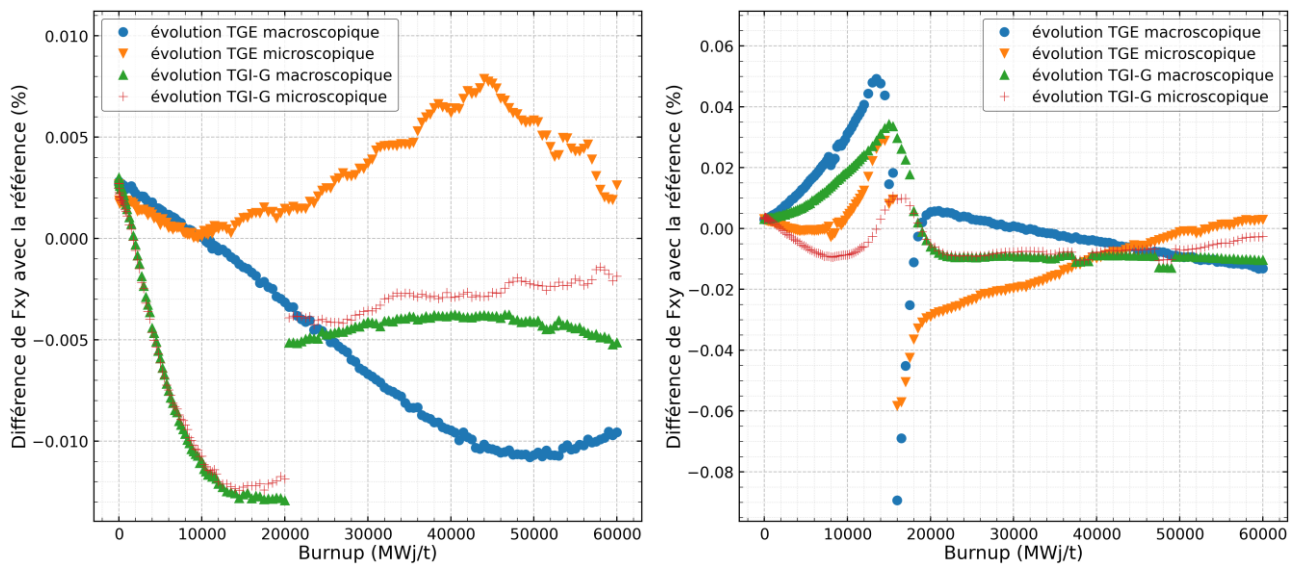 0.010
0.005
0.000
−0.005
−0.010
Différence de Fxy avec la référence (%)
évolution TGE macroscopique
évolution TGE microscopique
évolution TGI-G macroscopique
évolution TGI-G microscopique
0 10000 20000 30000 40000 50000 60000
Burnup (MWj/t)
0.06
0.04
0.02
0.00
−0.02
−0.04
−0.06
−0.08
Différence de Fxy avec la référence (%)
évolution TGE macroscopique
évolution TGE microscopique
évolution TGI-G macroscopique
évolution TGI-G microscopique
0 10000 20000 30000 40000 50000 60000
Burnup (MWj/t)